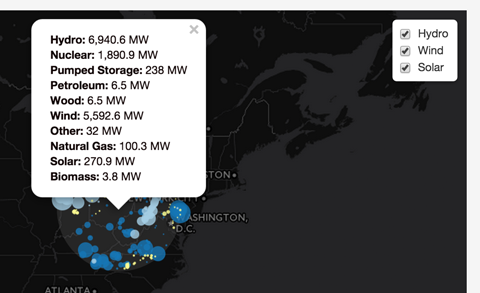 Hydro: 6,940.6 MW
Nuclear: 1,890.9 MW
Pumped Storage: 238 MW
Petroleum: 6.5 MW
Wood: 6.5 MW
Wind: 5,592.6 MW
Other: 32 MW
Natural Gas: 100.3 MW
Solar: 270.9 MW
Biomass: 3.8 MW
Hydro
Wind
Solar
STON
ASHINGTON,
D.C.
ATLANTA